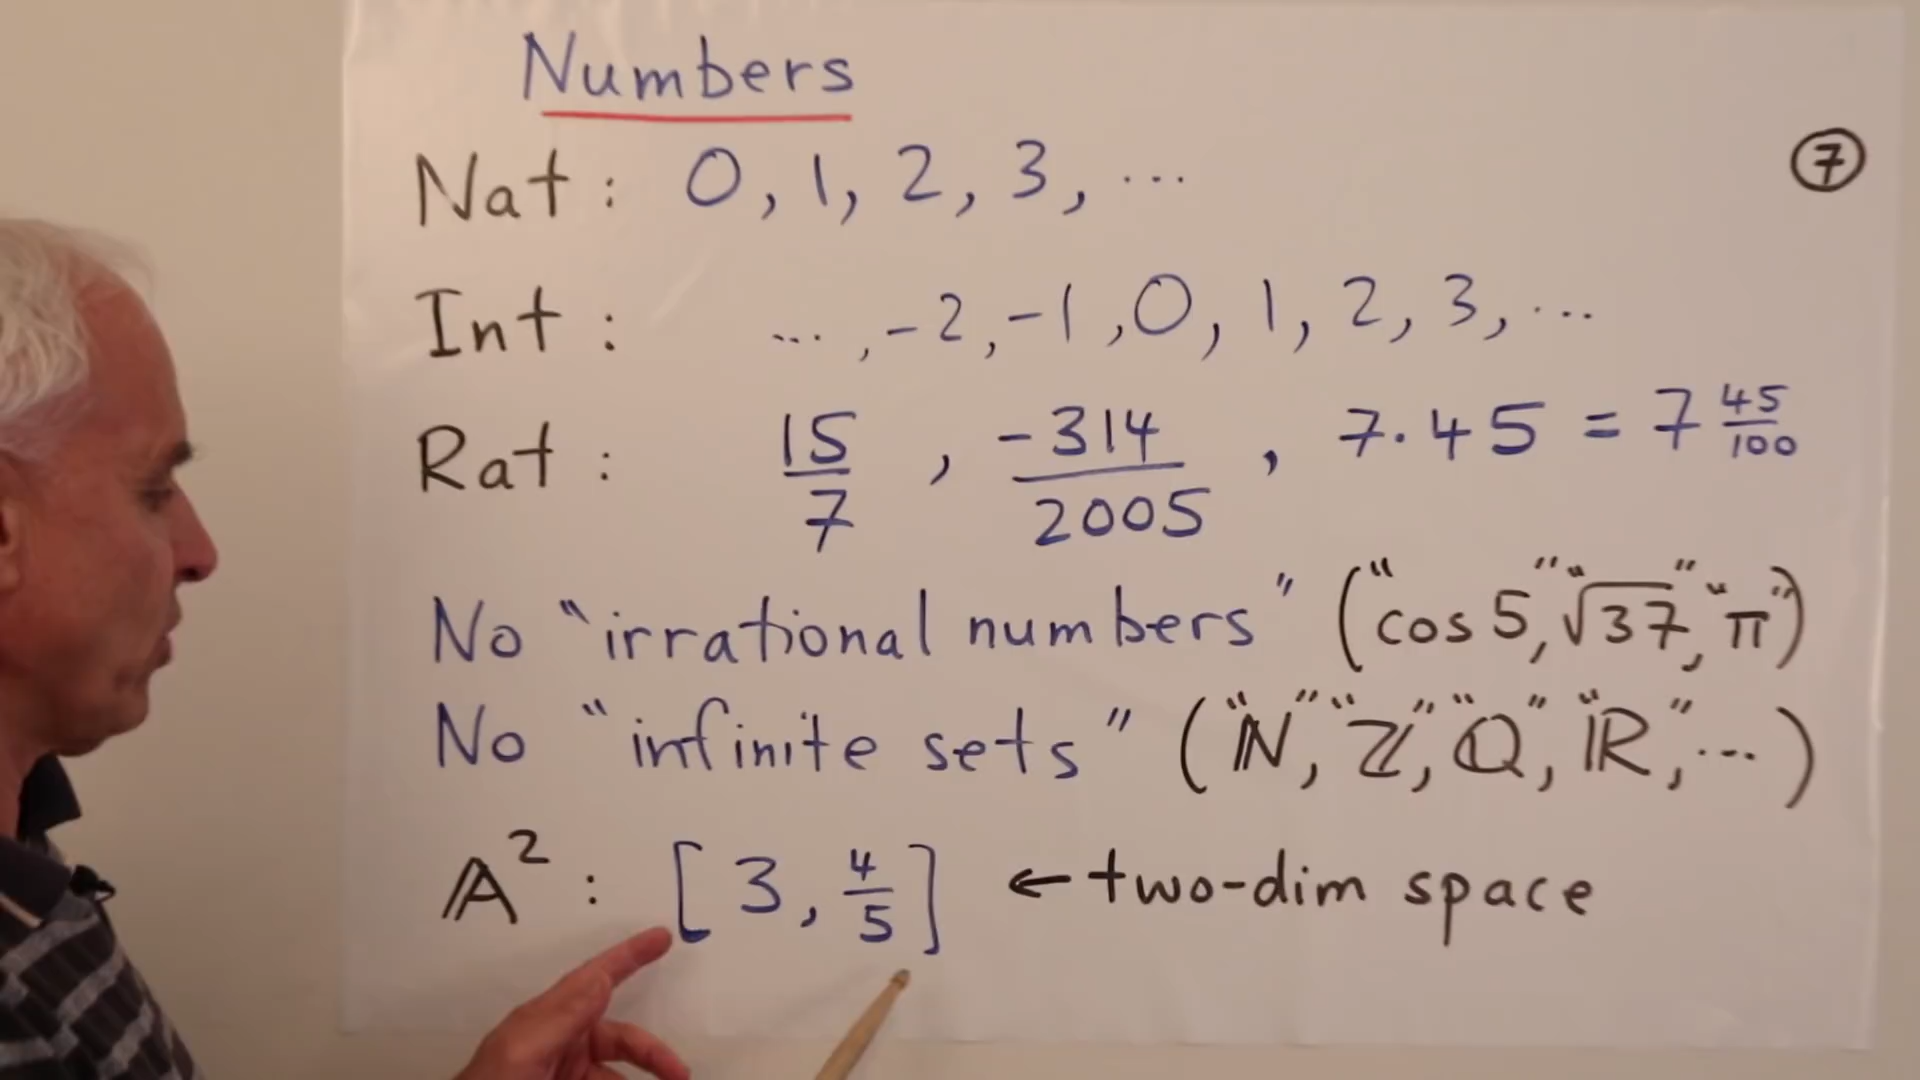 Numbers
7
Nat: 0, 1, 2, 3, ...
Int: ..., -2, -1, 0, 1, 2, 3, ...
Rat: 15/7, -314/2005, 7·45 = 7 45/100
No "irrational numbers" ("cos 5", "√37", "π")
No "infinite sets" ("ℕ", "ℤ", "ℚ", "ℝ", ...)
𝔸²: [3, 4/5] ← two-dim space